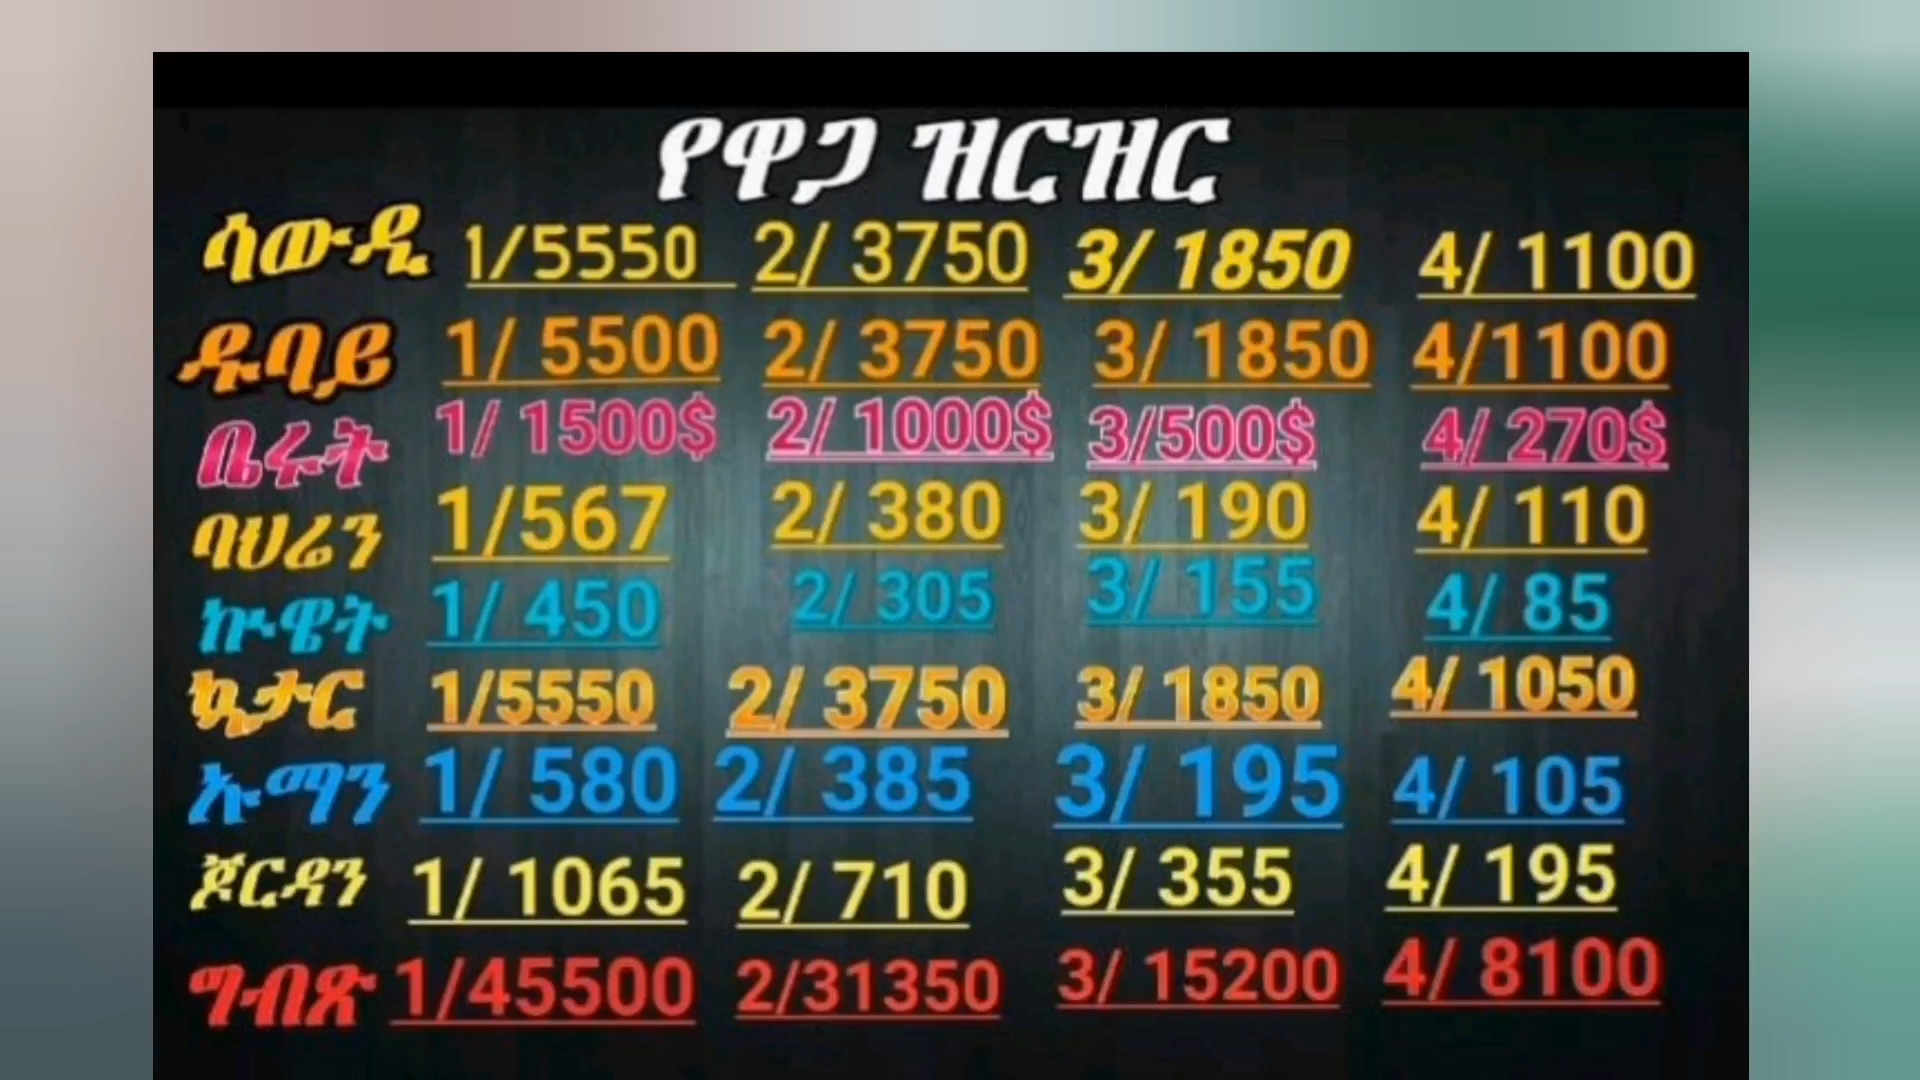 የዋጋ ዝርዝር
ሳውዲ 1/5550 2/ 3750 3/ 1850 4/ 1100
ዱባይ 1/ 5500 2/ 3750 3/ 1850 4/1100
ቤሩት 1/ 1500$ 2/ 1000$ 3/500$ 4/ 270$
ባህሬን 1/567 2/ 380 3/ 190 4/ 110
ኩዌት 1/ 450 2/ 305 3/ 155 4/ 85
ኳታር 1/5550 2/ 3750 3/ 1850 4/ 1050
ኡማን 1/ 580 2/ 385 3/ 195 4/ 105
ጆርዳን 1/ 1065 2/ 710 3/ 355 4/ 195
ግብጽ 1/45500 2/31350 3/ 15200 4/ 8100